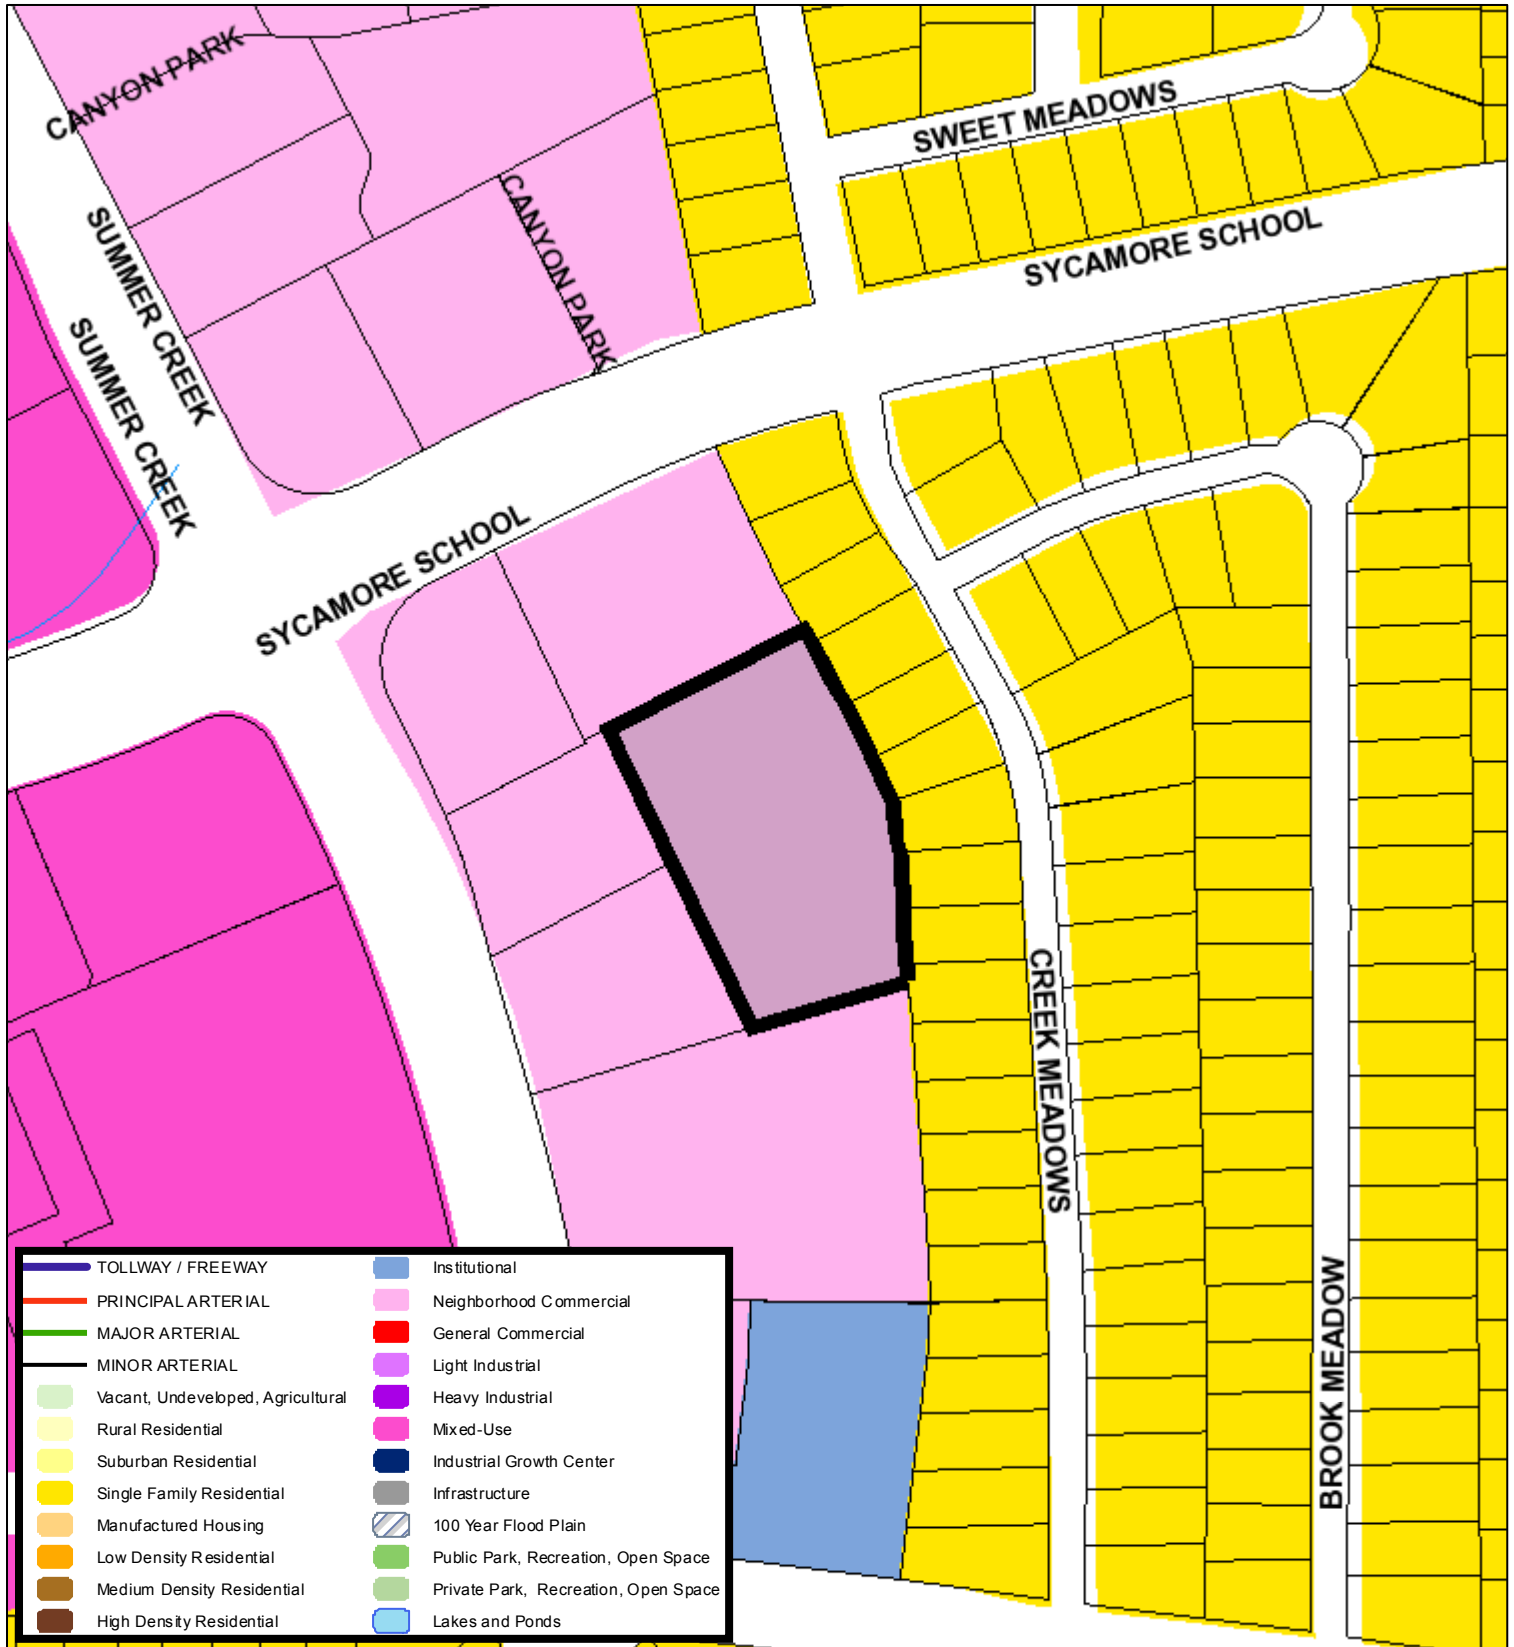 CANYON PARK
SWEET MEADOWS
SUMMER CREEK
CANYON PARK
SYCAMORE SCHOOL
SUMMER CREEK
SYCAMORE SCHOOL
CREEK MEADOWS
BROOK MEADOW
TOLLWAY / FREEWAY
PRINCIPAL ARTERIAL
MAJOR ARTERIAL
MINOR ARTERIAL
Vacant, Undeveloped, Agricultural
Rural Residential
Suburban Residential
Single Family Residential
Manufactured Housing
Low Density Residential
Medium Density Residential
High Density Residential
Institutional
Neighborhood Commercial
General Commercial
Light Industrial
Heavy Industrial
Mixed-Use
Industrial Growth Center
Infrastructure
100 Year Flood Plain
Public Park, Recreation, Open Space
Private Park, Recreation, Open Space
Lakes and Ponds